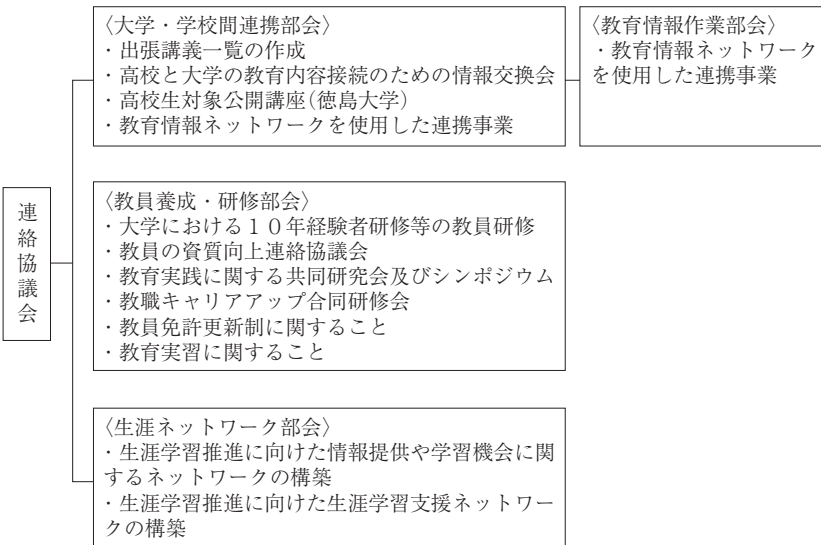 〈大学・学校間連携部会〉
・出張講義一覧の作成
・高校と大学の教育内容接続のための情報交換会
・高校生対象公開講座(徳島大学)
・教育情報ネットワークを使用した連携事業
〈教育情報作業部会〉
・教育情報ネットワーク
を使用した連携事業
連絡協議会
〈教員養成・研修部会〉
・大学における１０年経験者研修等の教員研修
・教員の資質向上連絡協議会
・教育実践に関する共同研究会及びシンポジウム
・教職キャリアアップ合同研修会
・教員免許更新制に関すること
・教育実習に関すること
〈生涯ネットワーク部会〉
・生涯学習推進に向けた情報提供や学習機会に関
するネットワークの構築
・生涯学習推進に向けた生涯学習支援ネットワー
クの構築